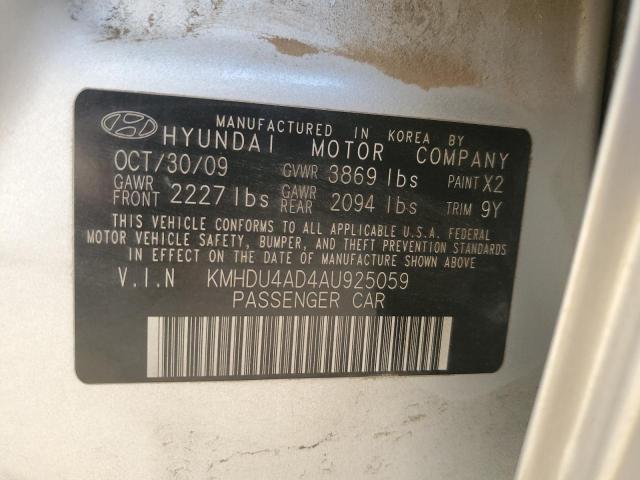 MANUFACTURED IN KOREA BY
HYUNDAI MOTOR COMPANY
OCT/30/09 GVWR 3869 lbs PAINT X2
GAWR FRONT 2227 lbs GAWR REAR 2094 lbs TRIM 9Y
THIS VEHICLE CONFORMS TO ALL APPLICABLE U.S.A. FEDERAL
MOTOR VEHICLE SAFETY, BUMPER, AND THEFT PREVENTION STANDARDS
IN EFFECT ON THE DATE OF MANUFACTURE SHOWN ABOVE
V.I.N KMHDU4AD4AU925059
PASSENGER CAR